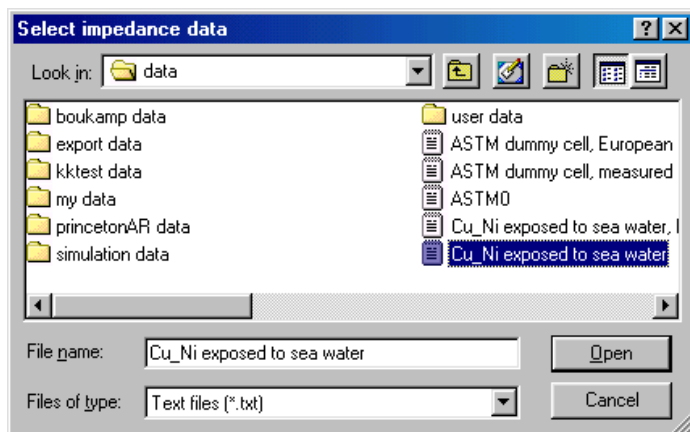 Select impedance data
Look in: data
boukamp data
export data
kktest data
my data
princetonAR data
simulation data
user data
ASTM dummy cell, European
ASTM dummy cell, measured
ASTM0
Cu_Ni exposed to sea water,
Cu_Ni exposed to sea water
File name: Cu_Ni exposed to sea water Open
Files of type: Text files (*.txt) Cancel